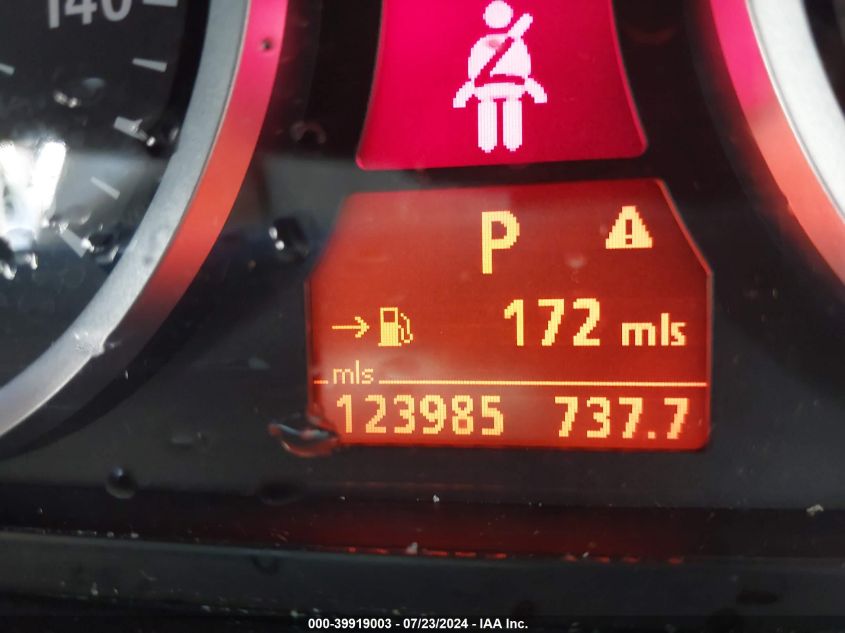 140
P
172 mls
mls
123985 737.7
000-39919003 - 07/23/2024 - IAA Inc.